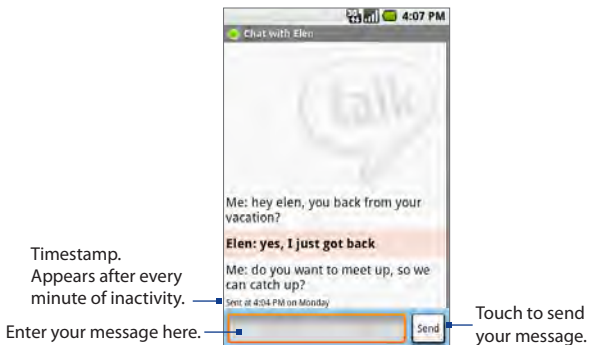 3G
4:07 PM
Chat with Elen
talk
Me: hey elen, you back from your
vacation?
Elen: yes, I just got back
Me: do you want to meet up, so we
can catch up?
Sent at 4:04 PM on Monday
Send
Timestamp.
Appears after every
minute of inactivity.
Enter your message here.
Touch to send
your message.